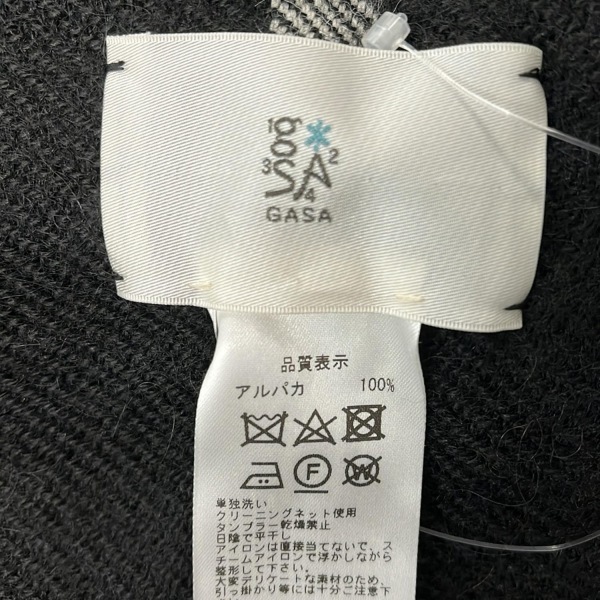 1g*
3SA2
4
GASA
品質表示
アルパカ 100%
F W
単独洗い
クリーニングネット使用
タンブラー乾燥禁止
日陰で平干し
アイロンは直接当てないで、ス
チームアイロンで浮かしながら
整形して下さい。
大変デリケートな素材のため、
引っ掛かり等には十分ご注意下